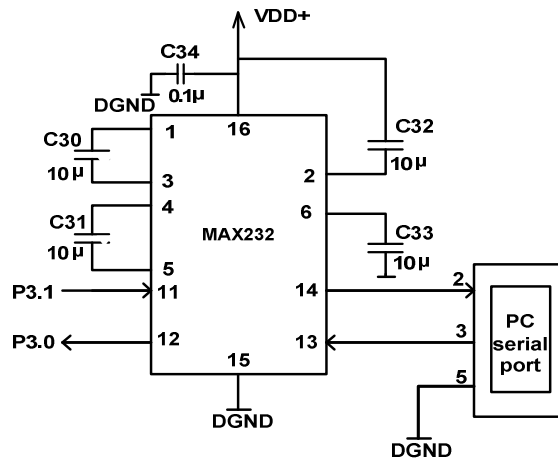 VDD+
C34
0.1µ
DGND
16
C30
10µ
1
3
C32
10µ
2
4
C31
10µ
5
MAX232
6
C33
10µ
P3.1
11
14
2
P3.0
12
13
3
PC
serial
port
15
5
DGND
DGND